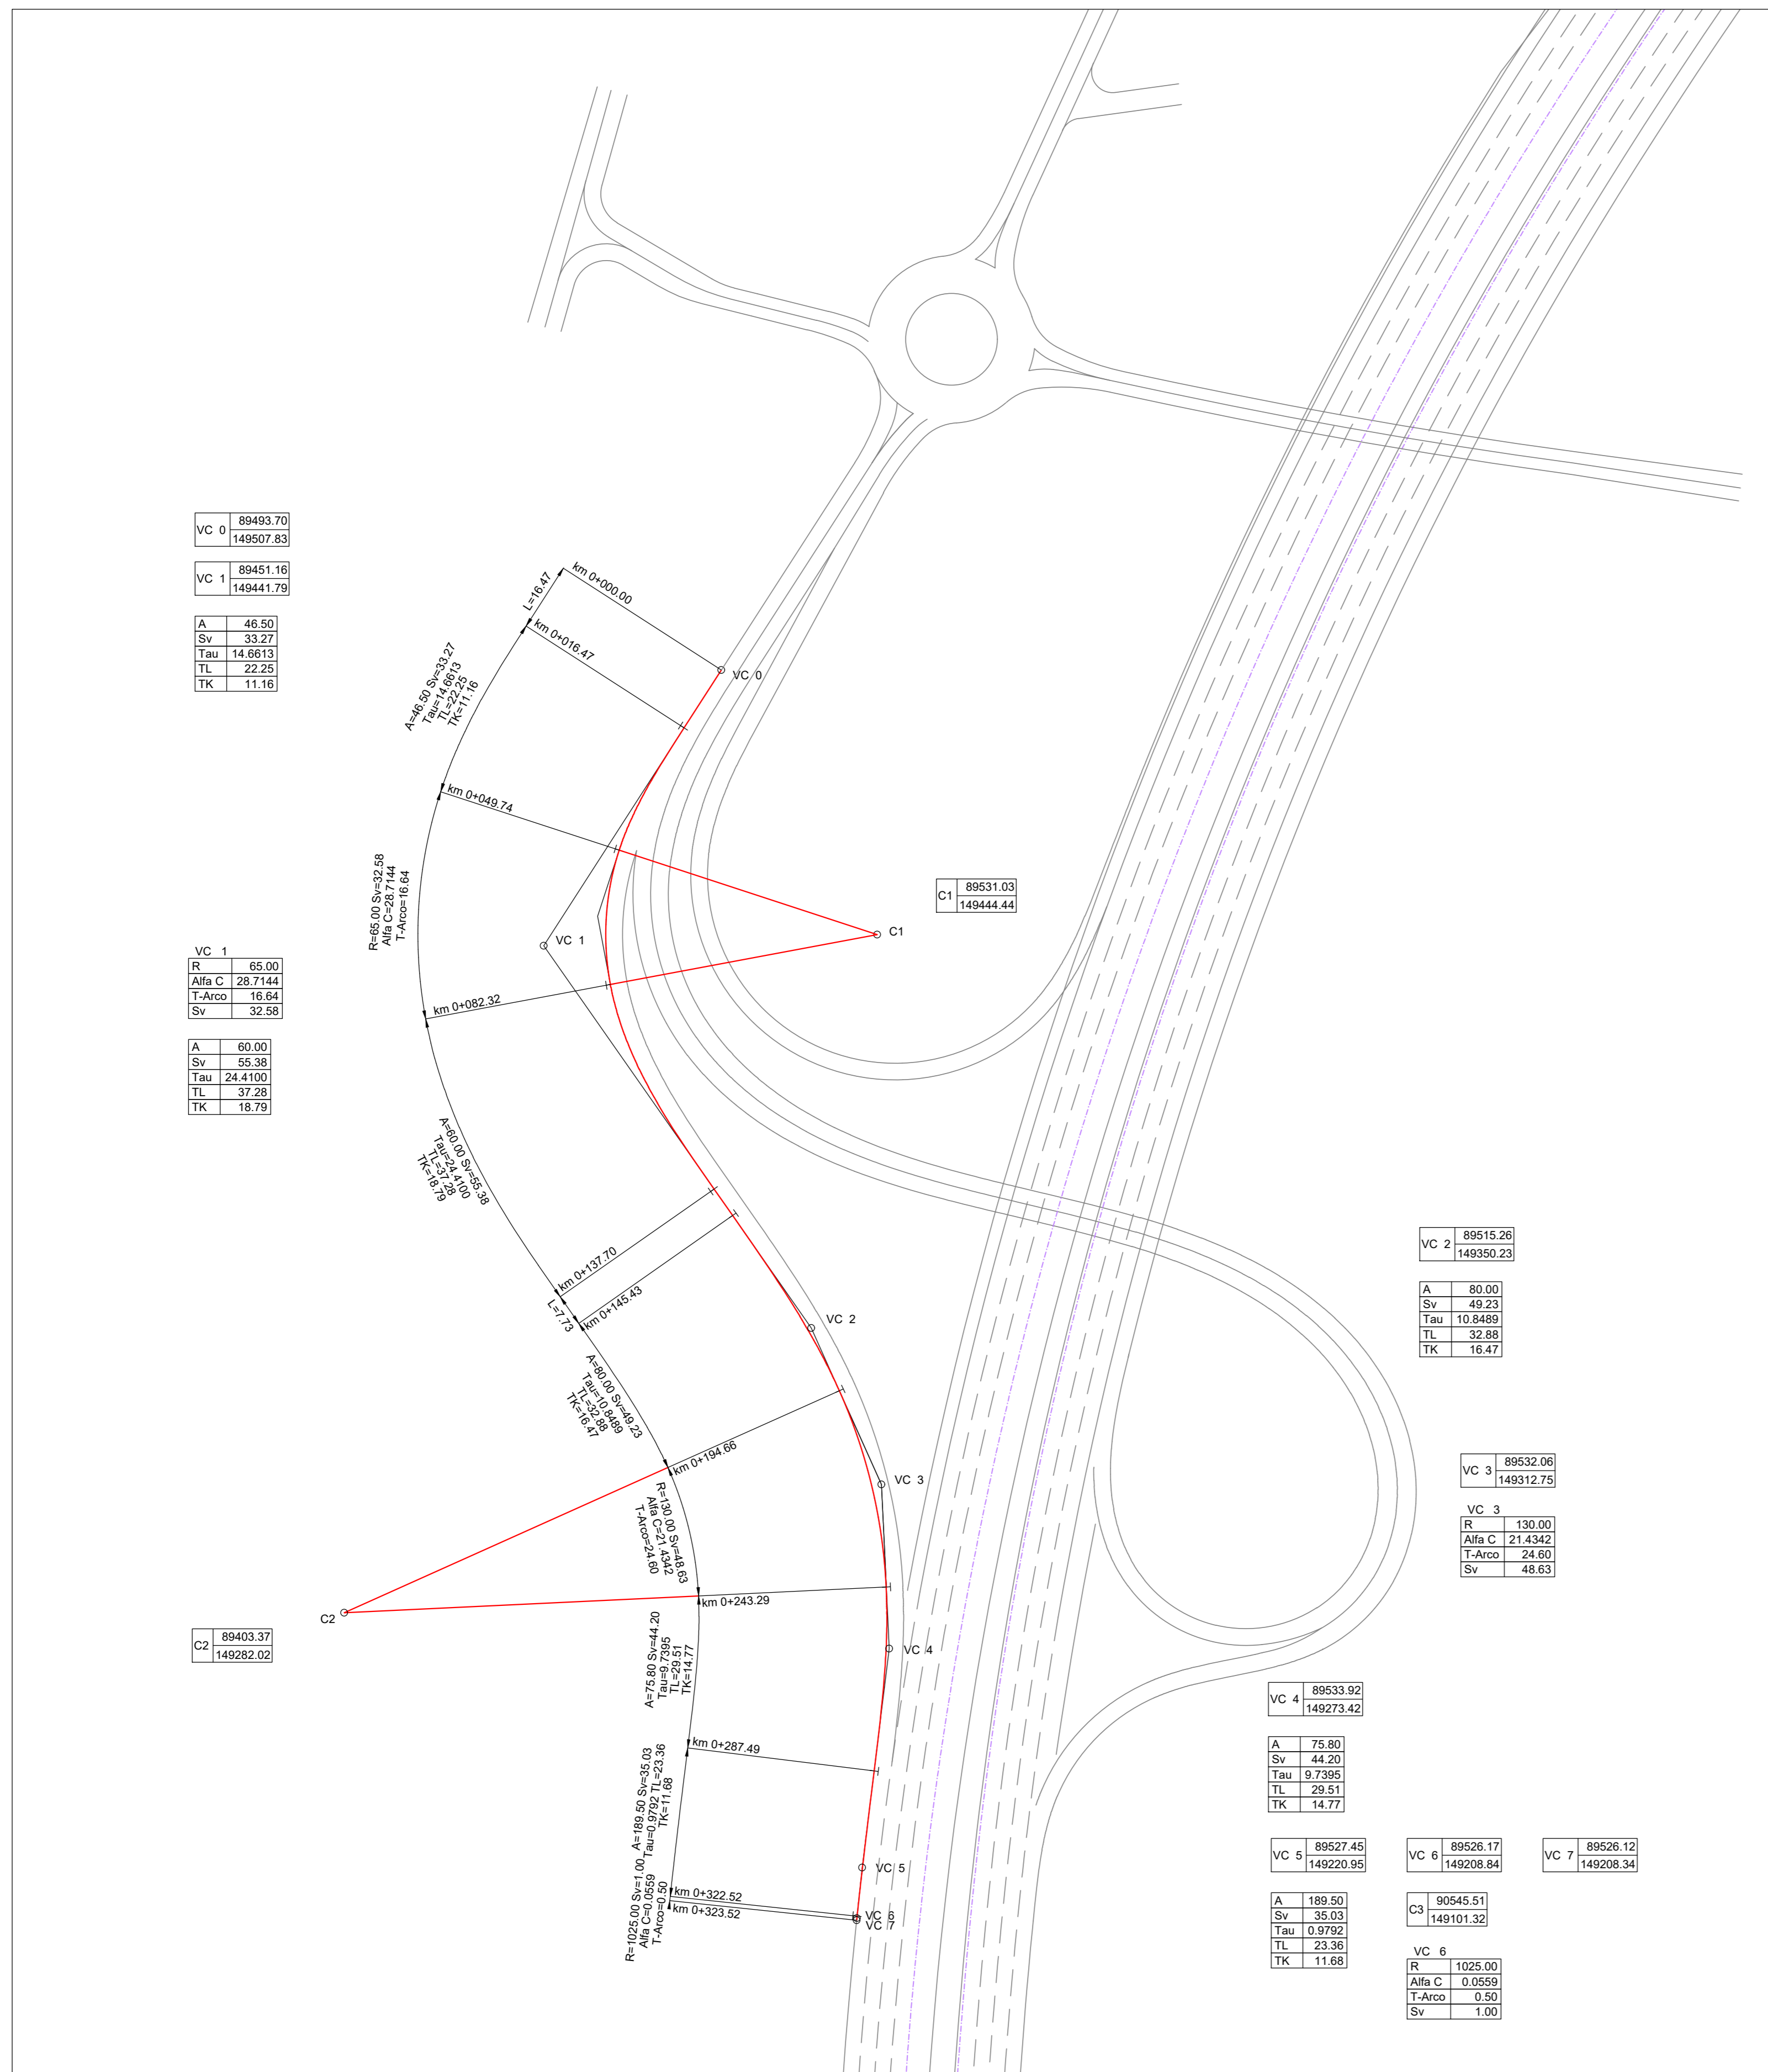 VC 0 89493.70
149507.83
VC 1 89451.16
149441.79
A 46.50
Sv 33.27
Tau 14.6613
TL 22.25
TK 11.16
L=16.47
km 0+000.00
km 0+016.47
VC 0
A=46.50 Sv=33.27
Tau=14.6613
TL=22.25
TK=11.16
km 0+049.74
R=65.00 Sv=32.58
Alfa C=28.7144
T-Arco=16.64
VC 1
C1
C1 89531.03
149444.44
km 0+082.32
VC 1
R 65.00
Alfa C 28.7144
T-Arco 16.64
Sv 32.58
A 60.00
Sv 55.38
Tau 24.4100
TL 37.28
TK 18.79
A=60.00 Sv=55.38
Tau=24.4100
TL=37.28
TK=18.79
km 0+137.70
L=7.73
km 0+145.43
VC 2
VC 2 89515.26
149350.23
A 80.00
Sv 49.23
Tau 10.8489
TL 32.88
TK 16.47
A=80.00 Sv=49.23
Tau=10.8489
TL=32.88
TK=16.47
km 0+194.66
VC 3
VC 3 89532.06
149312.75
VC 3
R 130.00
Alfa C 21.4342
T-Arco 24.60
Sv 48.63
R=130.00 Sv=48.63
Alfa C=21.4342
T-Arco=24.60
km 0+243.29
C2
C2 89403.37
149282.02
A=75.80 Sv=44.20
Tau=9.7395
TL=29.51
TK=14.77
VC 4
VC 4 89533.92
149273.42
A 75.80
Sv 44.20
Tau 9.7395
TL 29.51
TK 14.77
km 0+287.49
A=189.50 Sv=35.03
Tau=0.9792 TL=23.36
TK=11.68
R=1025.00 Sv=1.00
Alfa C=0.0559
T-Arco=0.50
VC 5
km 0+322.52
km 0+323.52
VC 6
VC 7
VC 5 89527.45
149220.95
VC 6 89526.17
149208.84
VC 7 89526.12
149208.34
A 189.50
Sv 35.03
Tau 0.9792
TL 23.36
TK 11.68
C3 90545.51
149101.32
VC 6
R 1025.00
Alfa C 0.0559
T-Arco 0.50
Sv 1.00